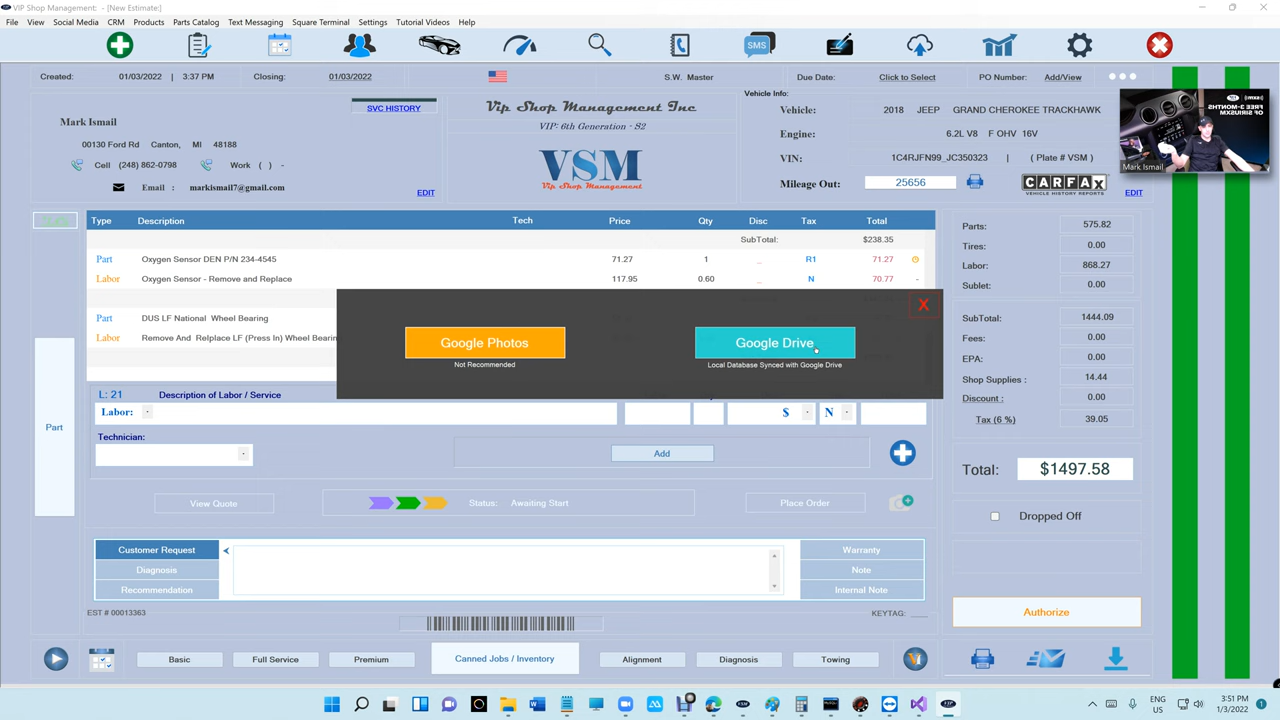 VIP Shop Management: - [New Estimate:]
File View Social Media CRM Products Parts Catalog Text Messaging Square Terminal Settings Tutorial Videos Help
SMS
Created: 01/03/2022 | 3:37 PM Closing: 01/03/2022 S.W. Master Due Date: Click to Select PO Number: Add/View
Vehicle Info:
SVC HISTORY
Mark Ismail
00130 Ford Rd Canton, MI 48188
Cell (248) 862-0798 Work ( ) -
Email : markismail7@gmail.com
EDIT
Vip Shop Management Inc
VIP: 6th Generation - S2
VSM
Vip Shop Management
Vehicle: 2018 JEEP GRAND CHEROKEE TRACKHAWK
Engine: 6.2L V8 F OHV 16V
VIN: 1C4RJFN99_JC350323 | ( Plate # VSM )
Mileage Out: 25656
CARFAX
VEHICLE HISTORY REPORTS
EDIT
3-FREE MONTHS
OF SIRIUSXM
Mark Ismail
Type Description Tech Price Qty Disc Tax Total
SubTotal: $238.35
Part Oxygen Sensor DEN P/N 234-4545 71.27 1 _ R1 71.27
Labor Oxygen Sensor - Remove and Replace 117.95 0.60 _ N 70.77 -
Part DUS LF National Wheel Bearing
Labor Remove And Relplace LF (Press In) Wheel Bearin
X
Google Photos
Not Recommended
Google Drive
Local Database Synced with Google Drive
L: 21 Description of Labor / Service
Labor: $ N
Part
Technician:
Add
View Quote Status: Awaiting Start Place Order
Customer Request
Diagnosis
Recommendation
Warranty
Note
Internal Note
EST # 00013363 KEYTAG: ___
Basic Full Service Premium Canned Jobs / Inventory Alignment Diagnosis Towing
Parts: 575.82
Tires: 0.00
Labor: 868.27
Sublet: 0.00
SubTotal: 1444.09
Fees: 0.00
EPA: 0.00
Shop Supplies : 14.44
Discount : 0.00
Tax (6 %) 39.05
Total: $1497.58
Dropped Off
Authorize
ENG
US
3:51 PM
1/3/2022